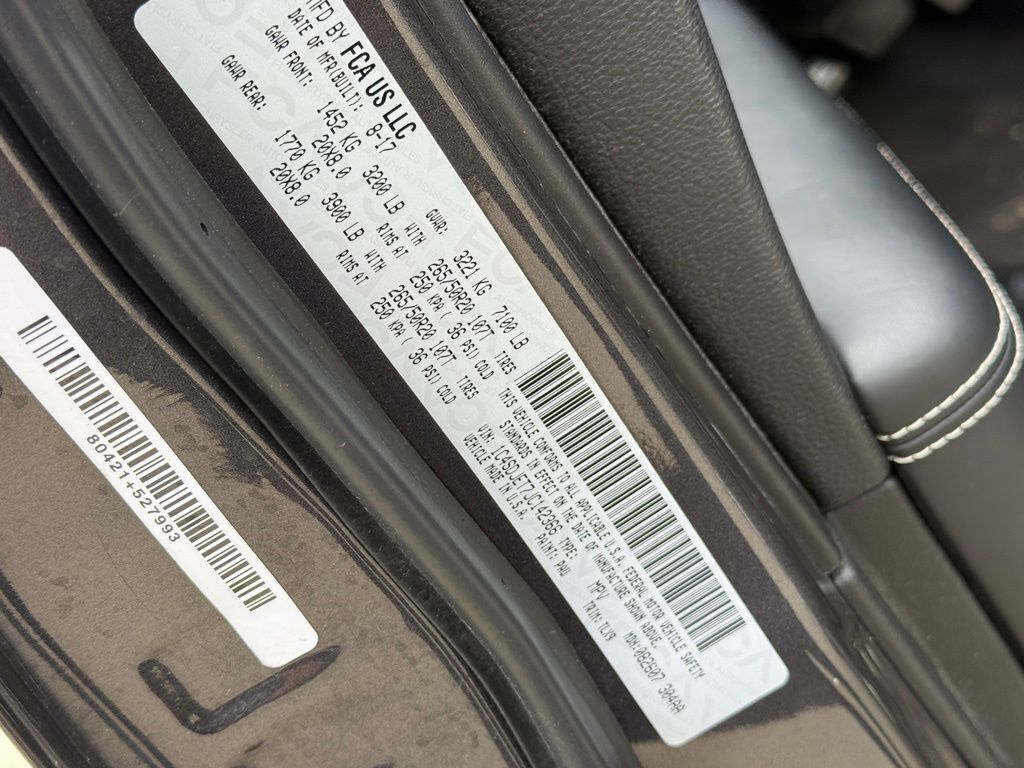 MFD BY FCA US LLC
DATE OF MFR(BUILT): 8-17 GVWR: 3221 KG 7100 LB
GAWR FRONT: 1452 KG 3200 LB WITH 265/50R20 107T TIRES
20X8.0 RIMS AT 250 KPA( 36 PSI) COLD
GAWR REAR: 1770 KG 3900 LB WITH 265/50R20 107T TIRES
20X8.0 RIMS AT 250 KPA( 36 PSI) COLD
THIS VEHICLE CONFORMS TO ALL APPLICABLE U.S.A. FEDERAL MOTOR VEHICLE SAFETY
STANDARDS IN EFFECT ON THE DATE OF MANUFACTURE SHOWN ABOVE.
VIN: 1C4SDJET7JC142366 TYPE: MPV MDH:082607 304AA
VEHICLE MADE IN U.S.A. PAINT: PAU TRIM: TLX9
80421+527993